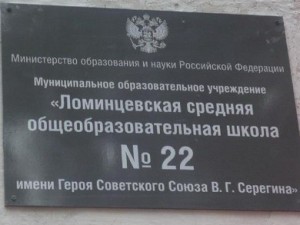 Министерство образования и науки Российской Федерации
Муниципальное образовательное учреждение
«Ломинцевская средняя
общеобразовательная школа
№ 22
имени Героя Советского Союза В. Г. Серегина»